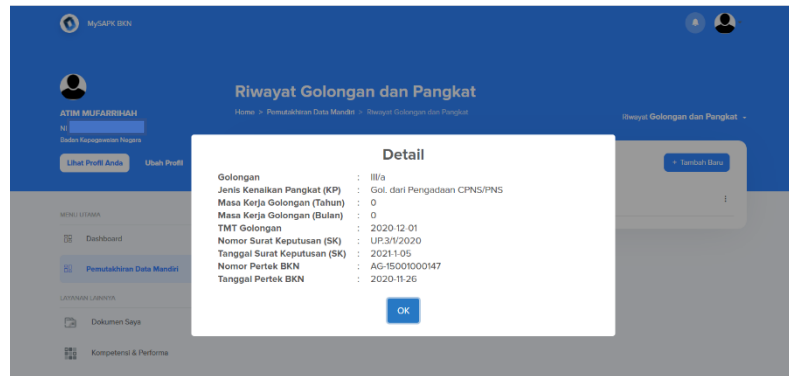 MySAPK BKN
ATIM MUFARRIHAH
NI
Badan Kepegawaian Negara
Lihat Profil Anda
Ubah Profil
MENU UTAMA
Dashboard
Pemutakhiran Data Mandiri
LAYANAN LAINNYA
Dokumen Saya
Kompetensi & Performa
Riwayat Golongan dan Pangkat
Home > Pemutakhiran Data Mandiri > Riwayat Golongan dan Pangkat
Riwayat Golongan dan Pangkat
+ Tambah Baru
Detail
Golongan : III/a
Jenis Kenaikan Pangkat (KP) : Gol. dari Pengadaan CPNS/PNS
Masa Kerja Golongan (Tahun) : 0
Masa Kerja Golongan (Bulan) : 0
TMT Golongan : 2020-12-01
Nomor Surat Keputusan (SK) : UP.3/1/2020
Tanggal Surat Keputusan (SK) : 2021-1-05
Nomor Pertek BKN : AG-15001000147
Tanggal Pertek BKN : 2020-11-26
OK